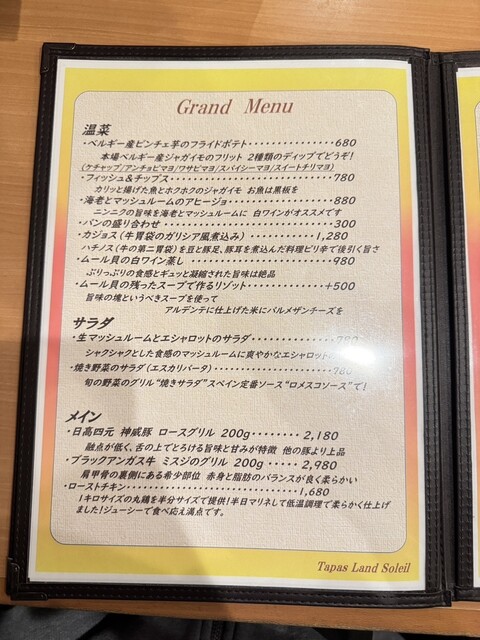 Grand Menu
温菜
・ベルギー産ビンチェ芋のフライドポテト・・・・・・・・・・・・・・・680
本場ベルギー産ジャガイモのフリット 2種類のディップでどうぞ!
(ケチャップ/アンチョビマヨ/ワサビマヨ/スパイシーマヨ/スイートチリマヨ)
・フィッシュ&チップス・・・・・・・・・・・・・・・・・・780
カリッと揚げた魚とホクホクのジャガイモ お魚は黒板を
・海老とマッシュルームのアヒージョ・・・・・・・・・・・・・・880
ニンニクの旨味を海老とマッシュルームに 白ワインがオススメです
・パンの盛り合わせ・・・・・・・・・・・・・・・・・・300
・カジョス(牛胃袋のガリシア風煮込み)・・・・・・・・1,280
ハチノス(牛の第二胃袋)を豆と豚足、豚耳を煮込んだ料理ピリ辛で後引く旨さ
・ムール貝の白ワイン蒸し・・・・・・・・・・・・・・・・・980
ぷりっぷりの食感とギュッと凝縮された旨味は絶品
・ムール貝の残ったスープで作るリゾット・・・・・・・・・・+500
旨味の塊というべきスープを使って
アルデンテに仕上げた米にパルメザンチーズを
サラダ
・生マッシュルームとエシャロットのサラダ・・・・・・・・・・780
シャクシャクとした食感のマッシュルームに爽やかなエシャロット
・焼き野菜のサラダ(エスカリバータ)・・・・・・・・・・・780
旬の野菜のグリル“焼きサラダ”スペイン定番ソース“ロメスコソース”で!
メイン
・日高四元 神威豚 ロースグリル 200g・・・・・・・・2,180
融点が低く、舌の上でとろける旨味と甘みが特徴 他の豚より上品
・ブラックアンガス牛 ミスジのグリル 200g・・・・・2,980
肩甲骨の裏側にある希少部位 赤身と脂肪のバランスが良く柔らかい
・ローストチキン・・・・・・・・・・・・・・・・・・・・・・・1,680
1キロサイズの丸鶏を半分サイズで提供!半日マリネして低温調理で柔らかく仕上げ
ました!ジューシーで食べ応え満点です。
Tapas Land Soleil